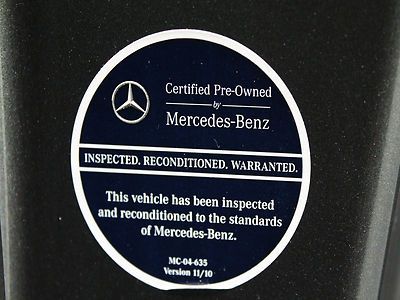 Certified Pre-Owned
by
Mercedes-Benz
INSPECTED. RECONDITIONED. WARRANTED.
This vehicle has been inspected
and reconditioned to the standards
of Mercedes-Benz.
MC-04-635
Version 11/10